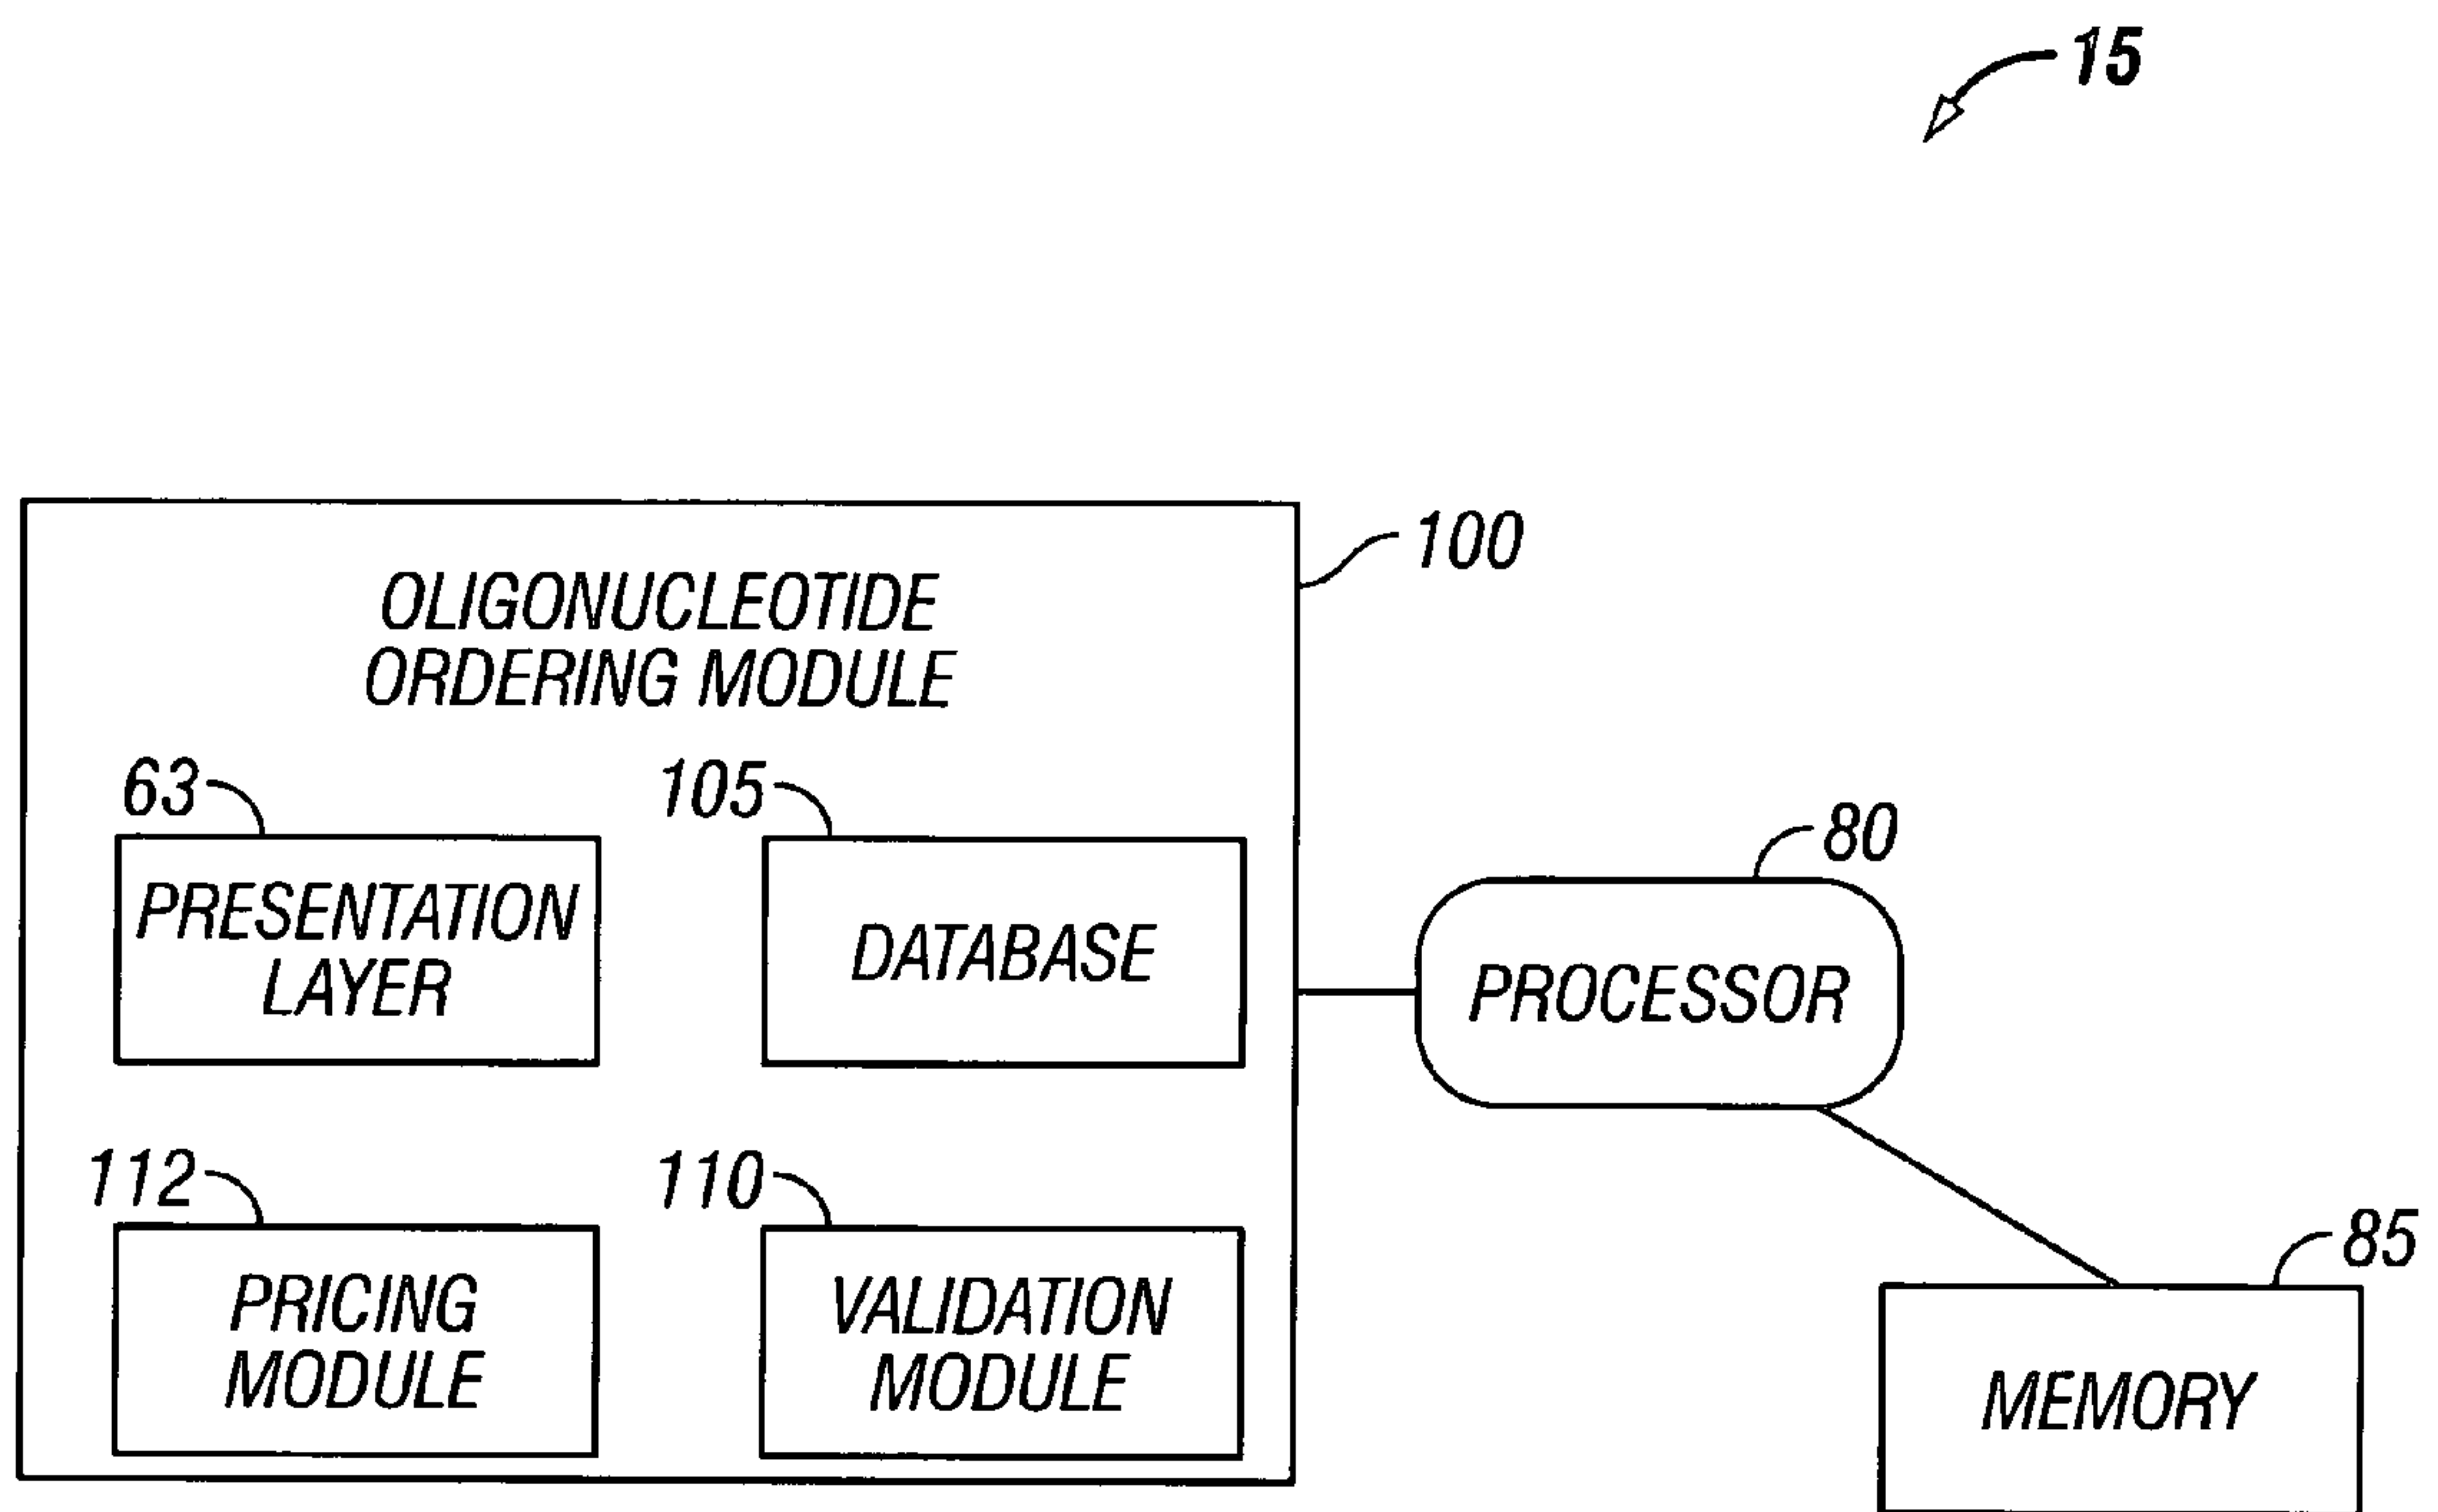 15
100
OLIGONUCLEOTIDE
ORDERING MODULE
63
105
PRESENTATION
LAYER
DATABASE
80
PROCESSOR
112
110
PRICING
MODULE
VALIDATION
MODULE
85
MEMORY